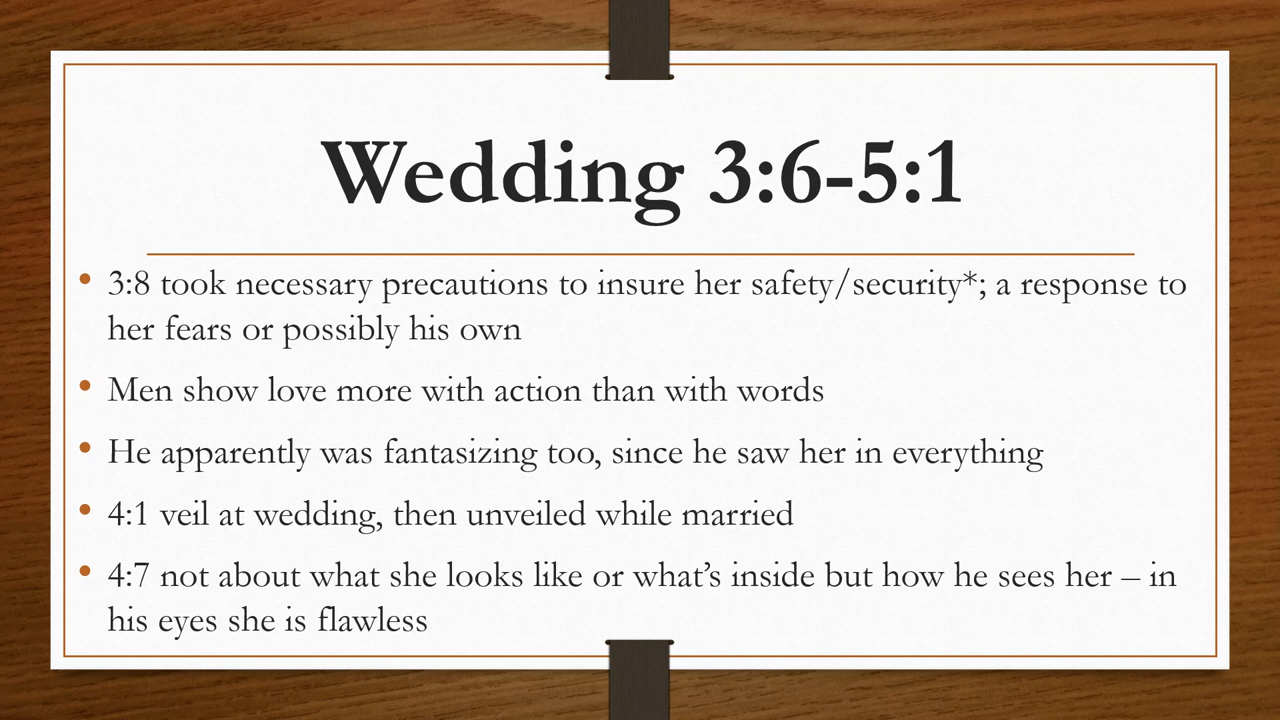 Wedding 3:6-5:1
• 3:8 took necessary precautions to insure her safety/security*; a response to
her fears or possibly his own
• Men show love more with action than with words
• He apparently was fantasizing too, since he saw her in everything
• 4:1 veil at wedding, then unveiled while married
• 4:7 not about what she looks like or what’s inside but how he sees her – in
his eyes she is flawless